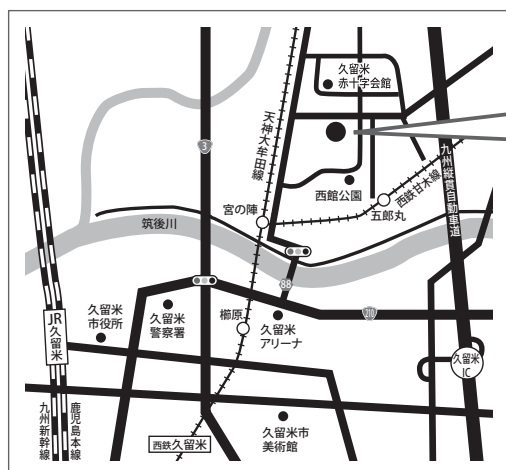 久留米
赤十字会館
天神大牟田線
3
九州縦貫自動車道
西鉄甘木線
西館公園
五郎丸
宮の陣
筑後川
88
210
久留米
市役所
久留米
警察署
櫛原
久留米
アリーナ
JR
久留米
久留米
IC
九州新幹線
鹿児島本線
西鉄久留米
久留米市
美術館